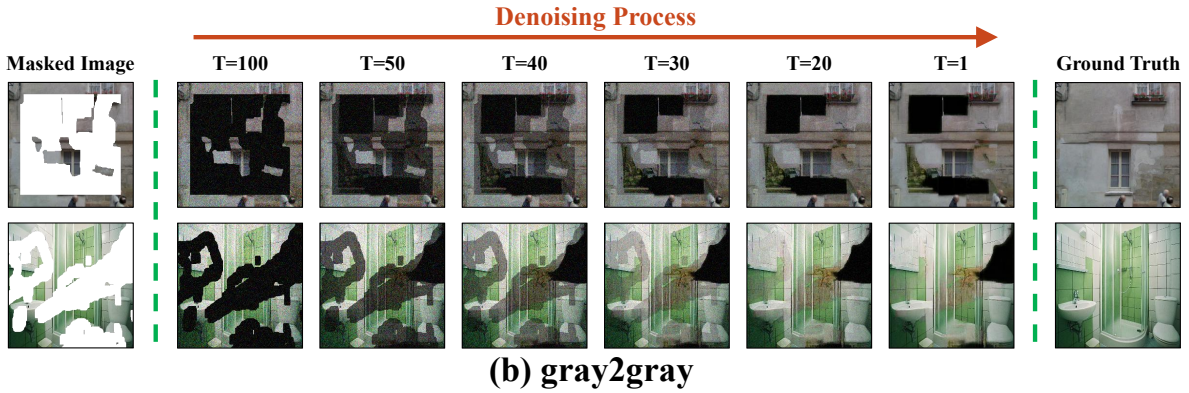 Denoising Process
Masked Image T=100 T=50 T=40 T=30 T=20 T=1 Ground Truth
(b) gray2gray